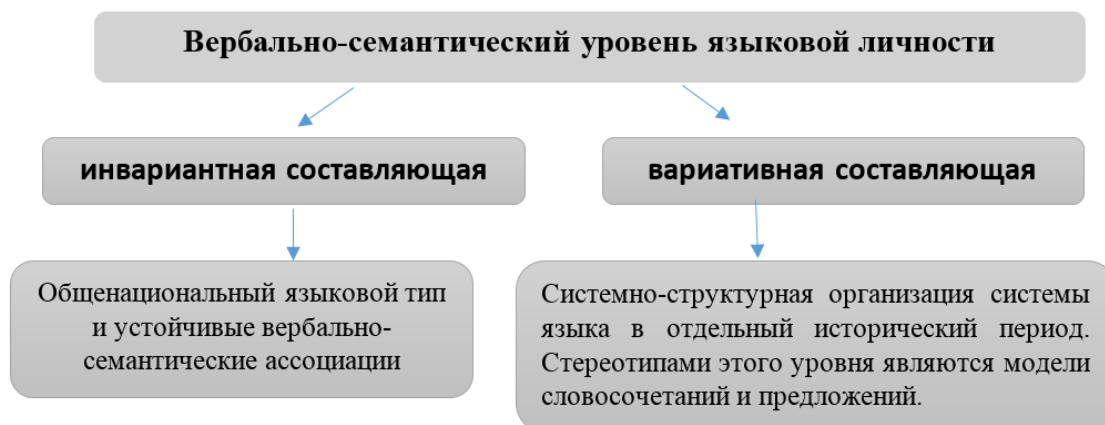 Вербально-семантический уровень языковой личности
инвариантная составляющая
вариативная составляющая
Общенациональный языковой тип
и устойчивые вербально-
семантические ассоциации
Системно-структурная организация системы
языка в отдельный исторический период.
Стереотипами этого уровня являются модели
словосочетаний и предложений.